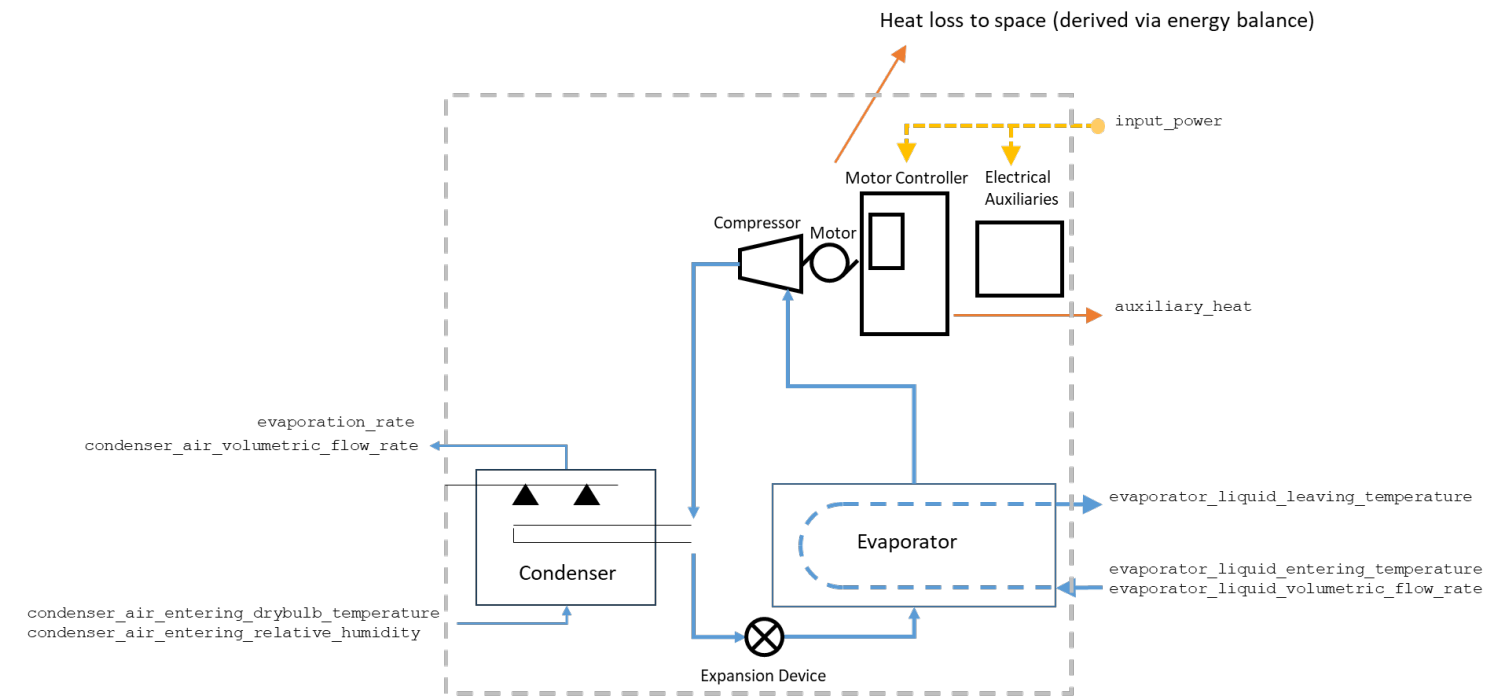 Heat loss to space (derived via energy balance)
input_power
Motor Controller
Electrical
Auxiliaries
Compressor
Motor
auxiliary_heat
evaporation_rate
condenser_air_volumetric_flow_rate
evaporator_liquid_leaving_temperature
Evaporator
Condenser
evaporator_liquid_entering_temperature
evaporator_liquid_volumetric_flow_rate
condenser_air_entering_drybulb_temperature
condenser_air_entering_relative_humidity
Expansion Device